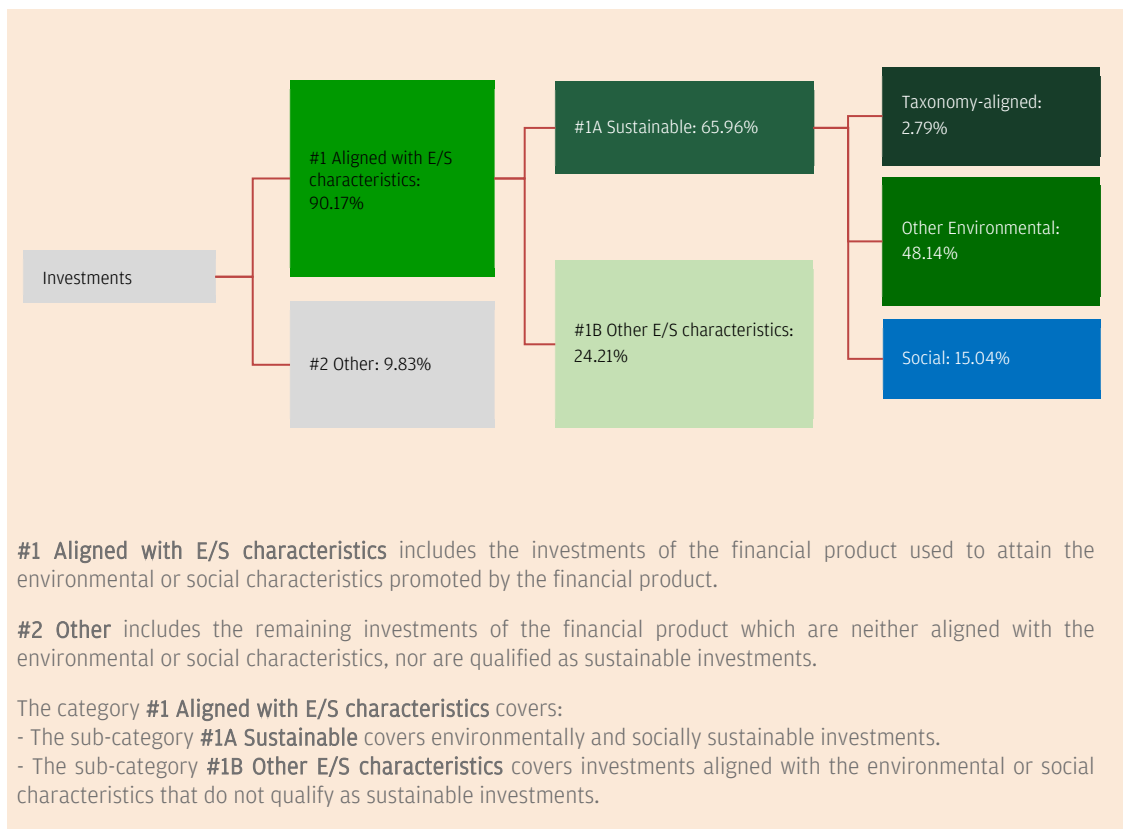 Investments
#1 Aligned with E/S
characteristics:
90.17%
#2 Other: 9.83%
#1A Sustainable: 65.96%
#1B Other E/S characteristics:
24.21%
Taxonomy-aligned:
2.79%
Other Environmental:
48.14%
Social: 15.04%
#1 Aligned with E/S characteristics includes the investments of the financial product used to attain the
environmental or social characteristics promoted by the financial product.
#2 Other includes the remaining investments of the financial product which are neither aligned with the
environmental or social characteristics, nor are qualified as sustainable investments.
The category #1 Aligned with E/S characteristics covers:
- The sub-category #1A Sustainable covers environmentally and socially sustainable investments.
- The sub-category #1B Other E/S characteristics covers investments aligned with the environmental or social
characteristics that do not qualify as sustainable investments.